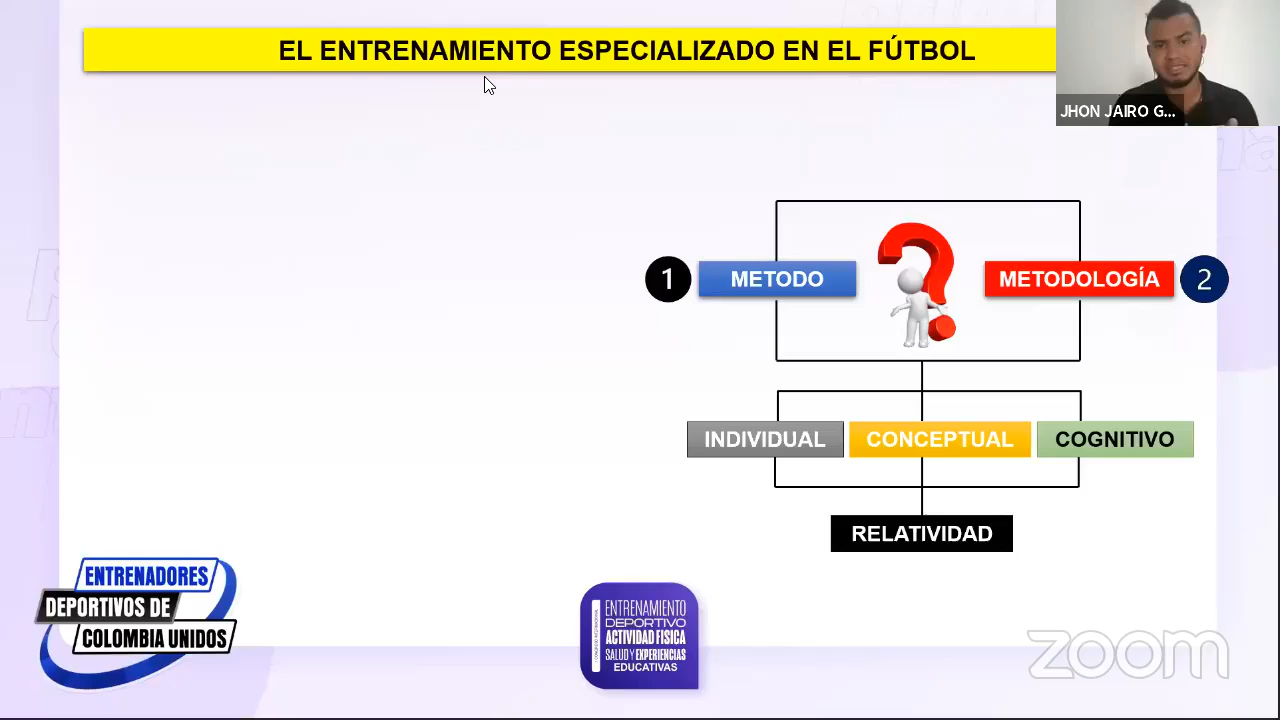 EL ENTRENAMIENTO ESPECIALIZADO EN EL FÚTBOL
JHON JAIRO G...
1
METODO
METODOLOGÍA
2
INDIVIDUAL
CONCEPTUAL
COGNITIVO
RELATIVIDAD
ENTRENADORES
DEPORTIVOS DE
COLOMBIA UNIDOS
ENTRENAMIENTO
DEPORTIVO
ACTIVIDAD FISICA
SALUD Y EXPERIENCIAS
EDUCATIVAS
zoom